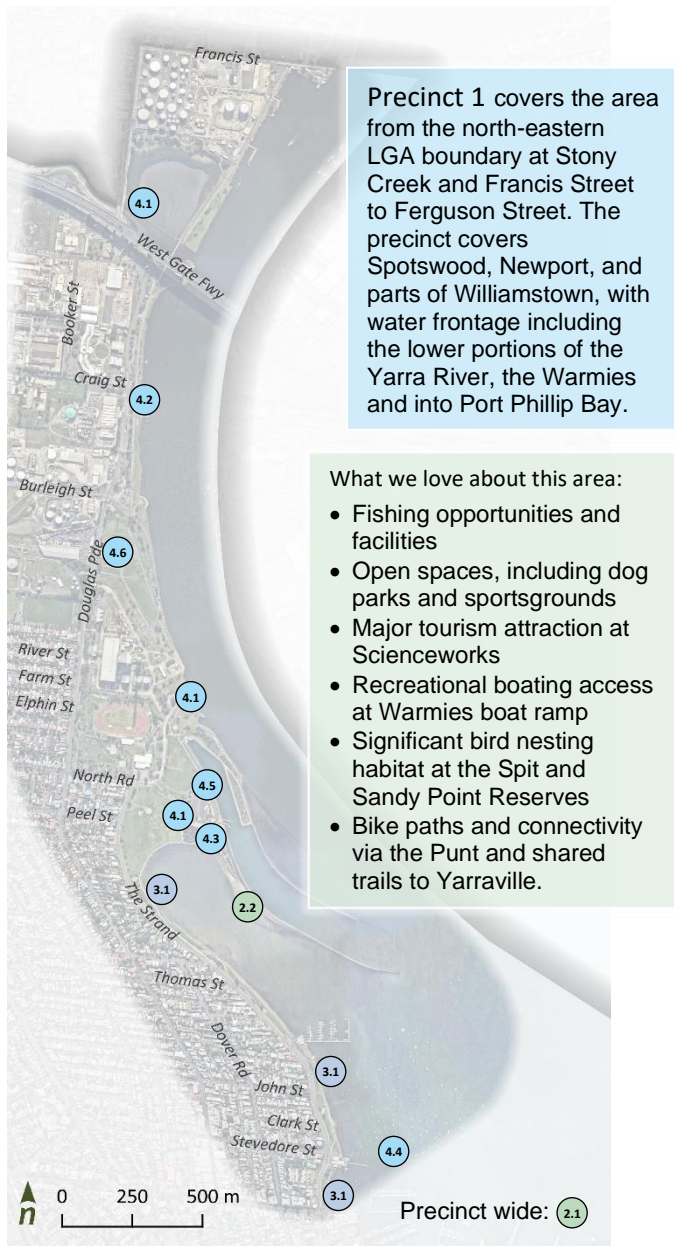 Francis St
Precinct 1 covers the area
from the north-eastern
LGA boundary at Stony
Creek and Francis Street
to Ferguson Street. The
precinct covers
Spotswood, Newport, and
parts of Williamstown, with
water frontage including
the lower portions of the
Yarra River, the Warmies
and into Port Phillip Bay.
4.1
West Gate Fwy
Booker St
Craig St
4.2
What we love about this area:
• Fishing opportunities and
facilities
• Open spaces, including dog
parks and sportsgrounds
• Major tourism attraction at
Scienceworks
• Recreational boating access
at Warmies boat ramp
• Significant bird nesting
habitat at the Spit and
Sandy Point Reserves
• Bike paths and connectivity
via the Punt and shared
trails to Yarraville.
Burleigh St
4.6
Douglas Pde
River St
Farm St
Elphin St
4.1
North Rd
4.5
Peel St
4.1
4.3
3.1
2.2
The Strand
Thomas St
Dover Rd
3.1
John St
Clark St
Stevedore St
4.4
3.1
n
0 250 500 m
Precinct wide: 2.1